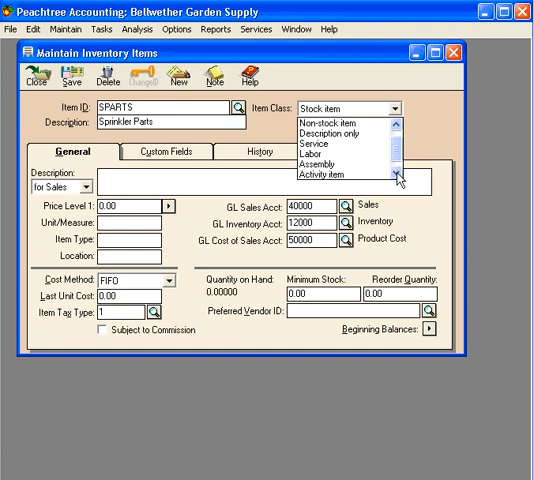 Peachtree Accounting: Bellwether Garden Supply
File Edit Maintain Tasks Analysis Options Reports Services Window Help
Maintain Inventory Items
Close Save Delete ChangeID New Note Help
Item ID: SPARTS Item Class: Stock item
Description: Sprinkler Parts
Non-stock item
Description only
Service
Labor
Assembly
Activity item
General Custom Fields History
Description:
for Sales
Price Level 1: 0.00 GL Sales Acct: 40000 Sales
Unit/Measure: GL Inventory Acct: 12000 Inventory
Item Type: GL Cost of Sales Acct: 50000 Product Cost
Location:
Cost Method: FIFO Quantity on Hand: Minimum Stock: Reorder Quantity:
Last Unit Cost: 0.00 0.00000 0.00 0.00
Item Tax Type: 1 Preferred Vendor ID:
Subject to Commission Beginning Balances: